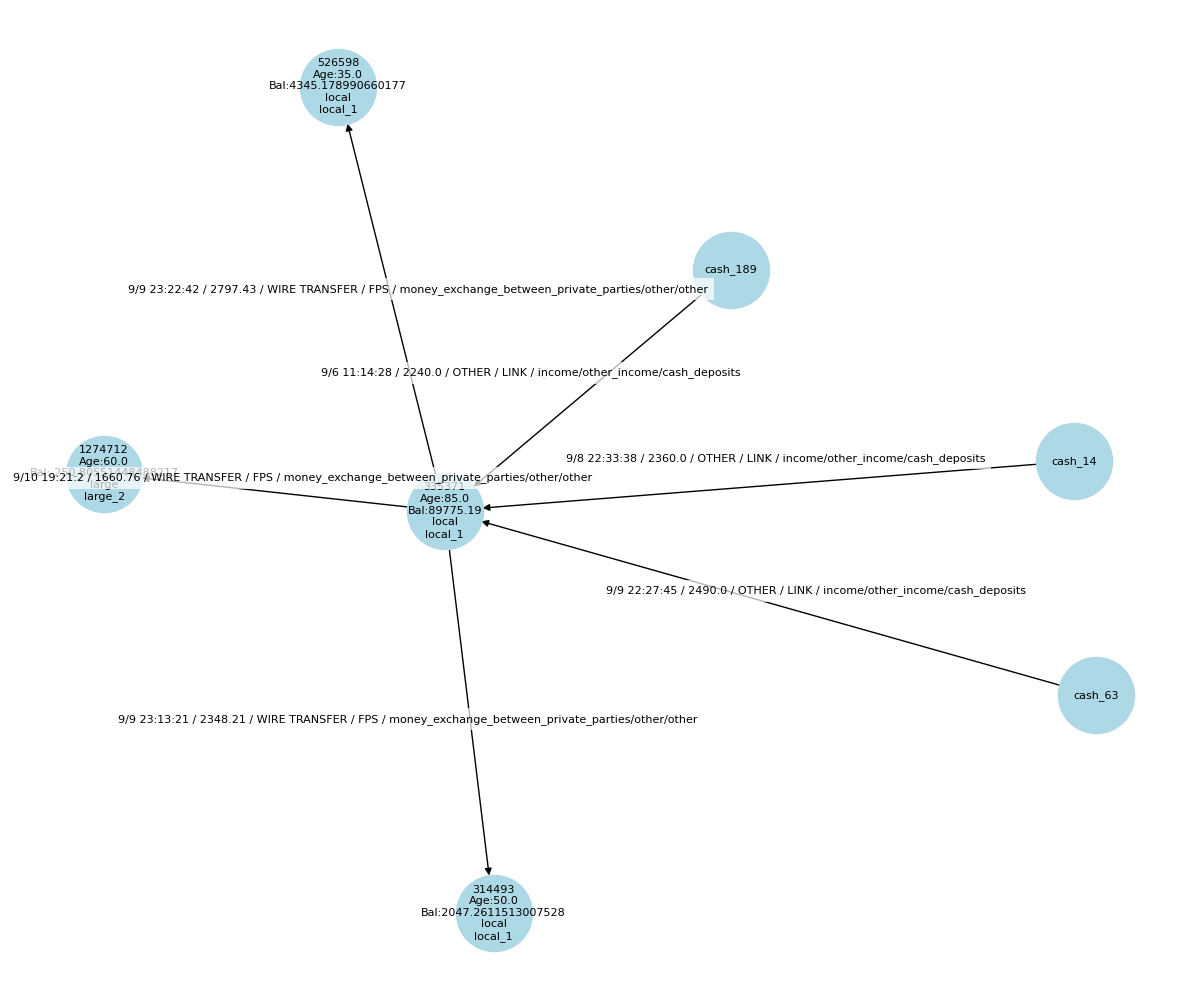 526598
Age:35.0
Bal:4345.178990660177
local
local_1
cash_189
9/9 23:22:42 / 2797.43 / WIRE TRANSFER / FPS / money_exchange_between_private_parties/other/other
9/6 11:14:28 / 2240.0 / OTHER / LINK / income/other_income/cash_deposits
1274712
Age:60.0
large
large_2
9/10 19:21:2 / 1660.76 / WIRE TRANSFER / FPS / money_exchange_between_private_parties/other/other
9/8 22:33:38 / 2360.0 / OTHER / LINK / income/other_income/cash_deposits
cash_14
Age:85.0
Bal:89775.19
local
local_1
9/9 22:27:45 / 2490.0 / OTHER / LINK / income/other_income/cash_deposits
cash_63
9/9 23:13:21 / 2348.21 / WIRE TRANSFER / FPS / money_exchange_between_private_parties/other/other
314493
Age:50.0
Bal:2047.2611513007528
local
local_1